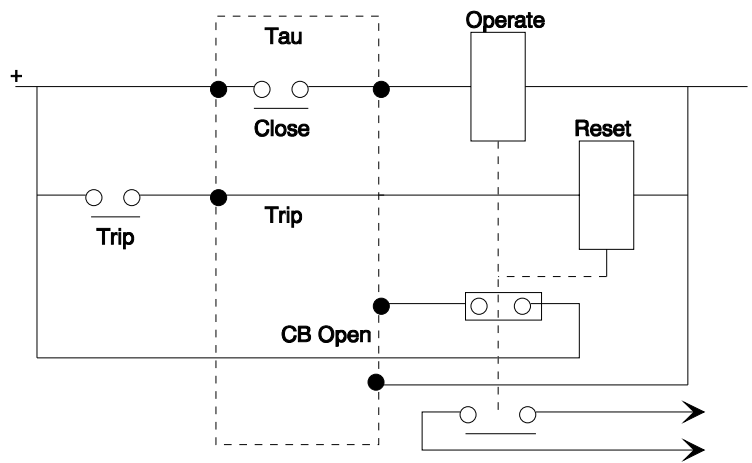 Operate
Tau
+
Close
Reset
Trip
Trip
CB Open